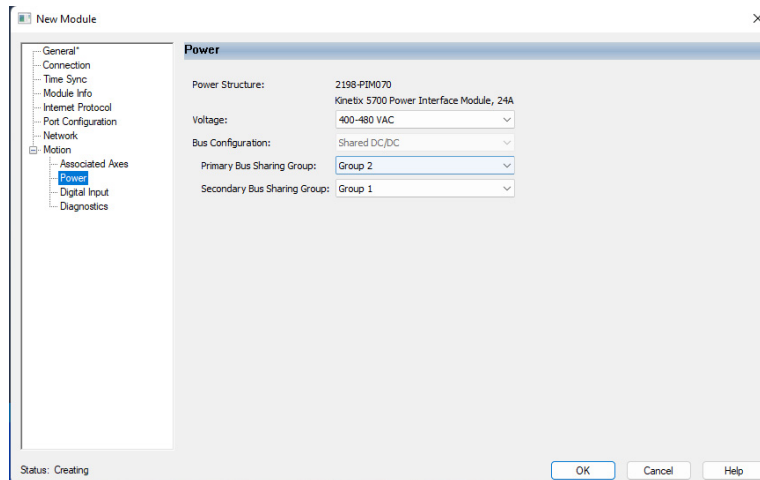 New Module
General*
Connection
Time Sync
Module Info
Internet Protocol
Port Configuration
Network
Motion
Associated Axes
Power
Digital Input
Diagnostics
Power
Power Structure: 2198-PIM070
Kinetix 5700 Power Interface Module, 24A
Voltage: 400-480 VAC
Bus Configuration: Shared DC/DC
Primary Bus Sharing Group: Group 2
Secondary Bus Sharing Group: Group 1
Status: Creating
OK Cancel Help